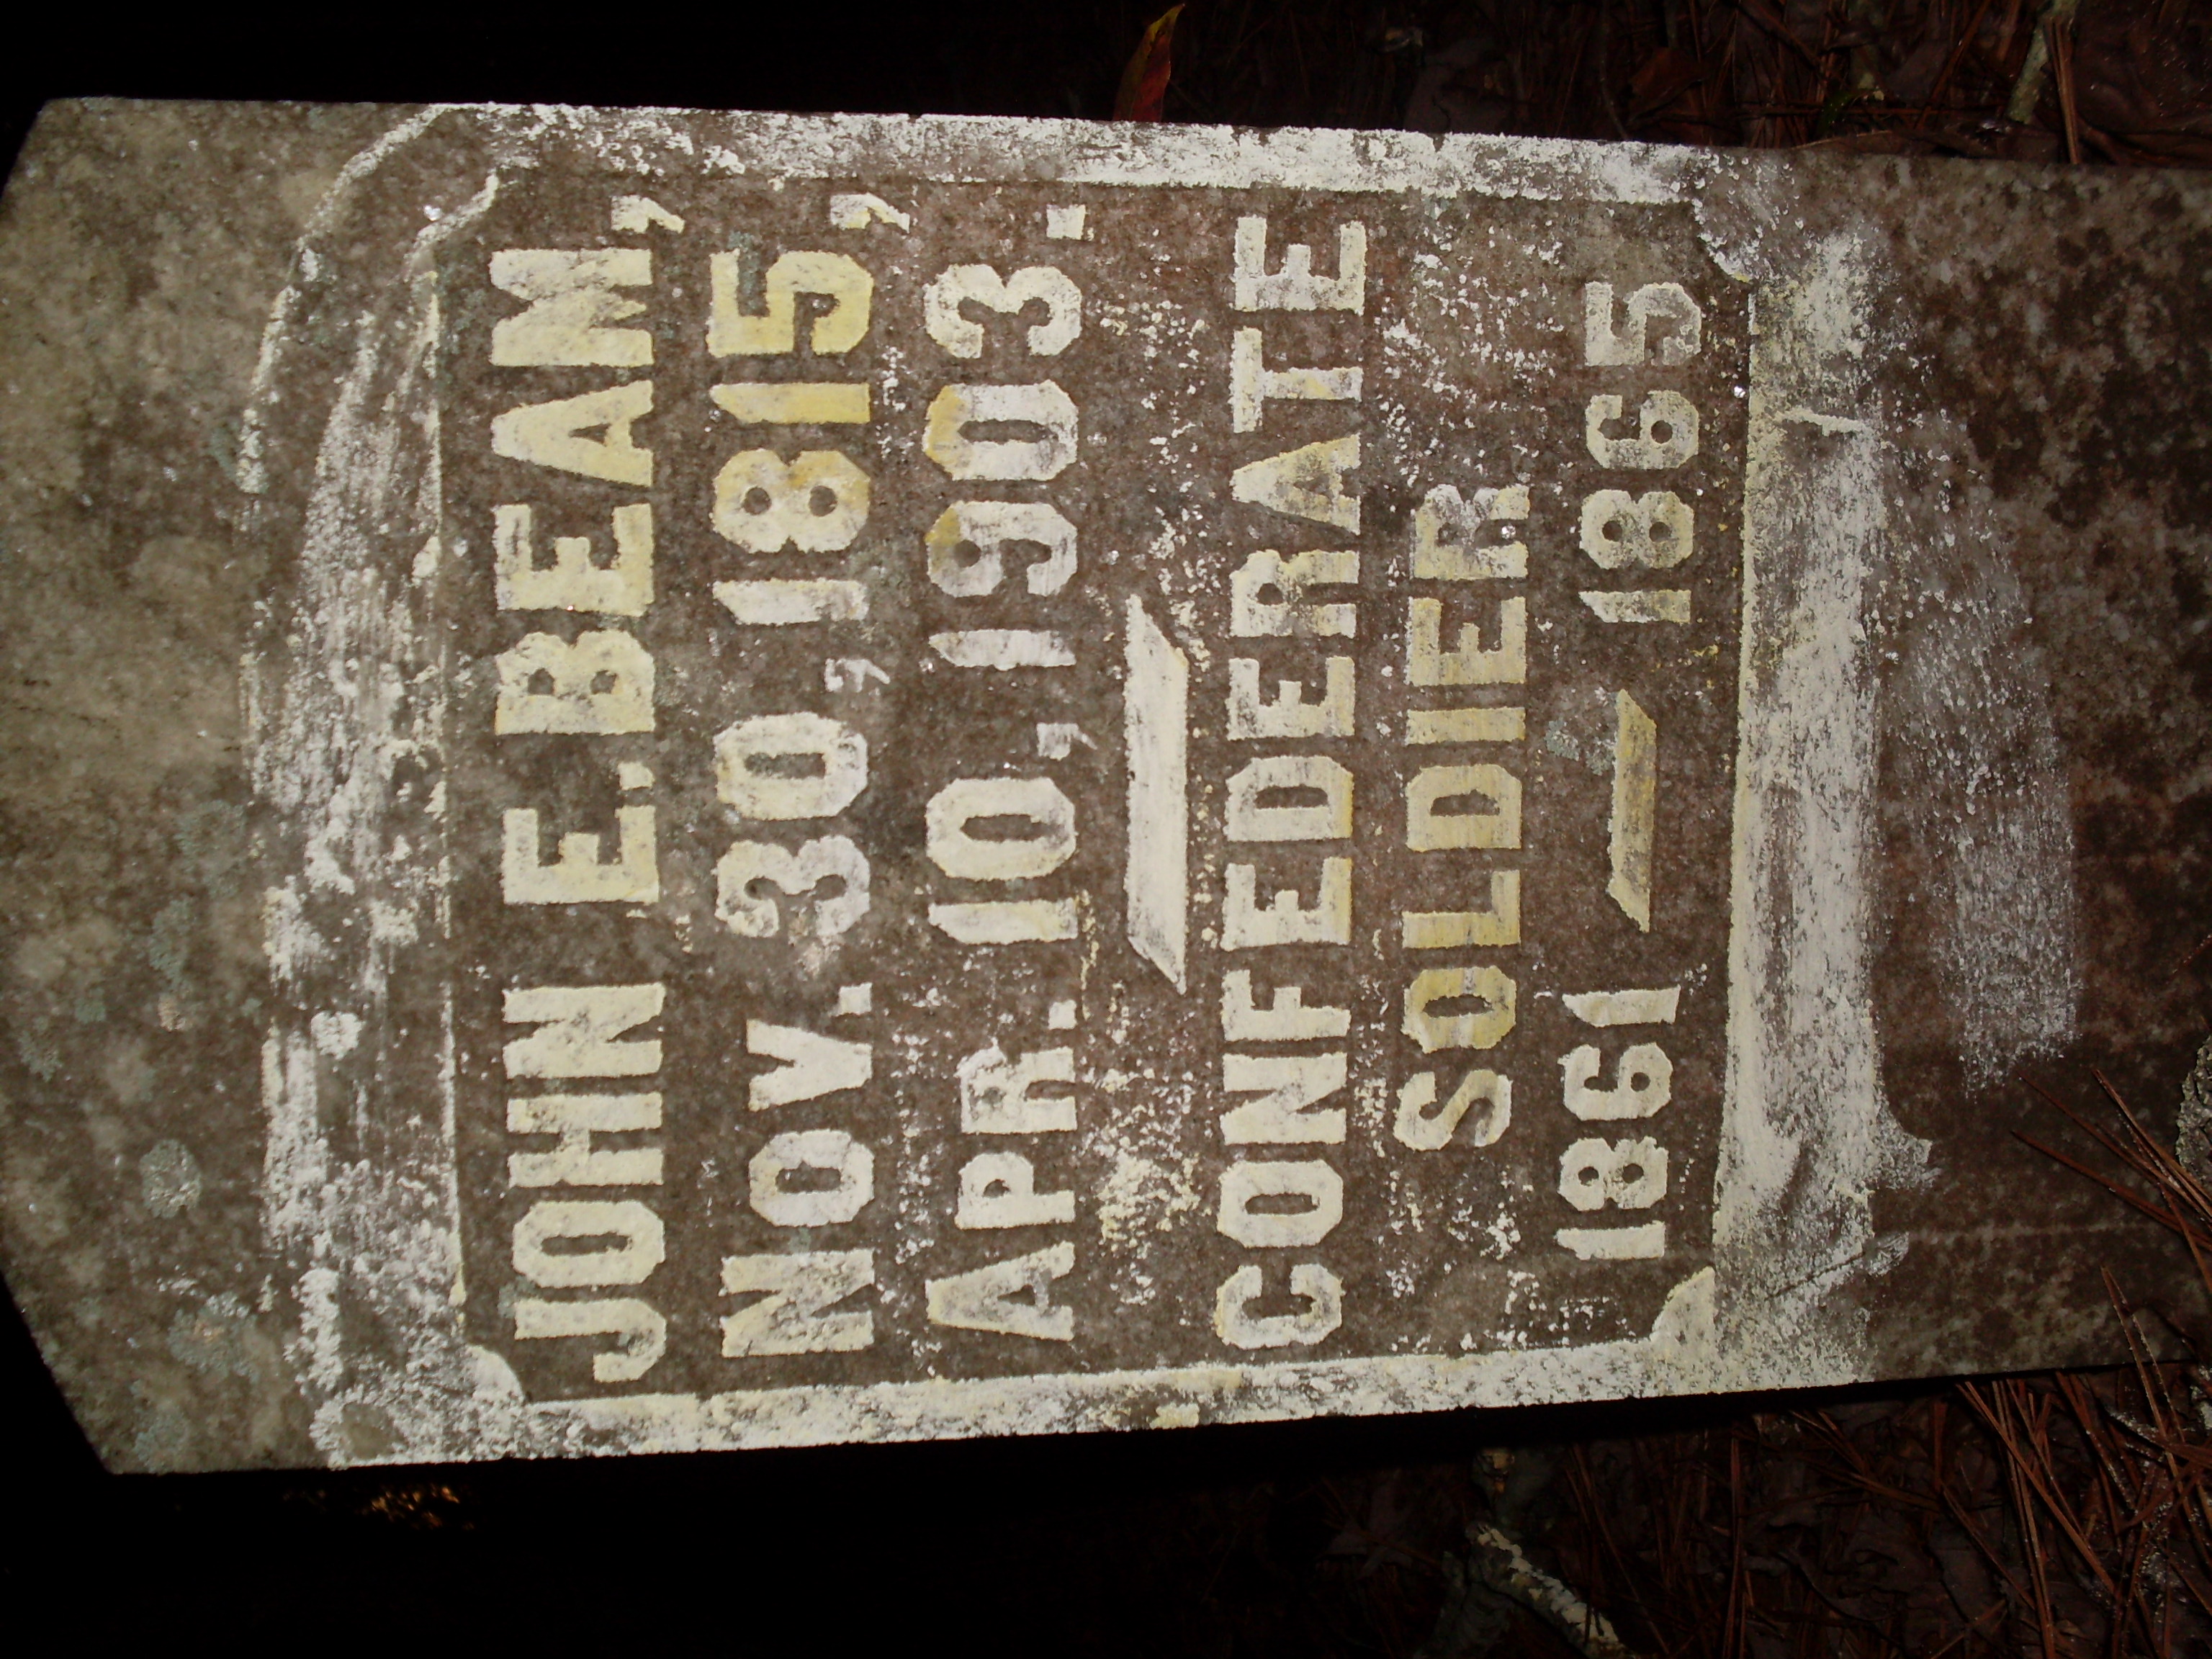 JOHN E. BEAM,
NOV. 30, 1815,
APR. 10, 1903.
CONFEDERATE
SOLDIER
1861 — 1865